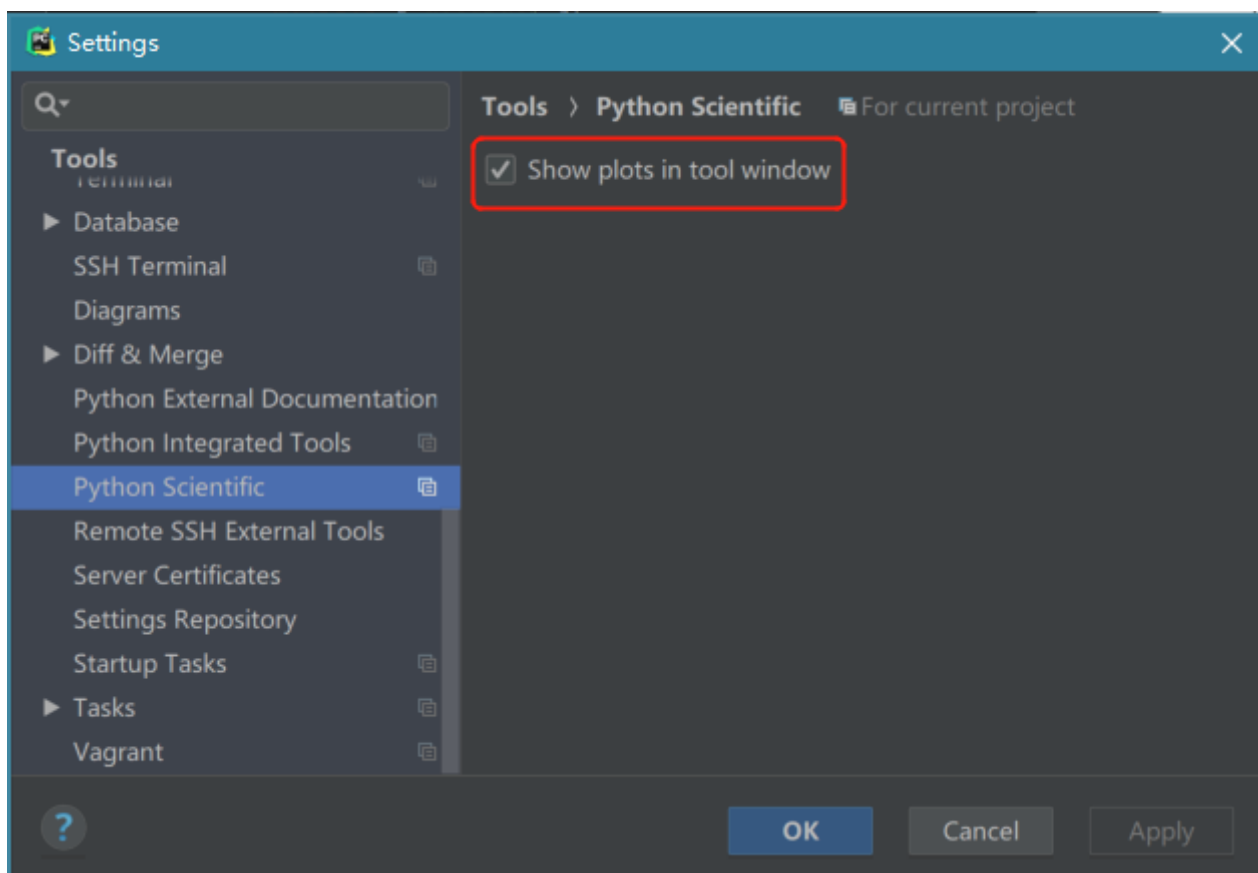 Settings
Tools
Terminal
Database
SSH Terminal
Diagrams
Diff & Merge
Python External Documentation
Python Integrated Tools
Python Scientific
Remote SSH External Tools
Server Certificates
Settings Repository
Startup Tasks
Tasks
Vagrant
Tools 〉 Python Scientific For current project
Show plots in tool window
?
OK Cancel Apply